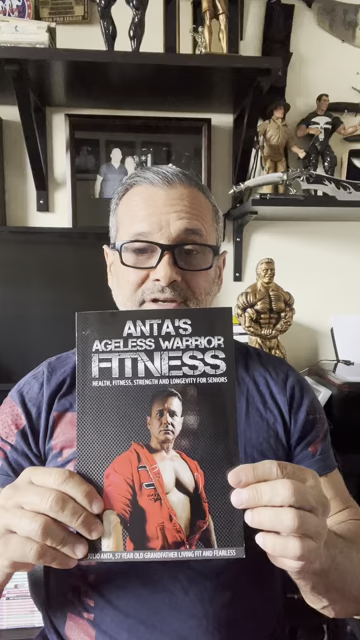 ANTA'S
AGELESS WARRIOR
FITNESS
HEALTH, FITNESS, STRENGTH AND LONGEVITY FOR SENIORS
JULIO ANTA, 57 YEAR OLD GRANDFATHER LIVING FIT AND FEARLESS